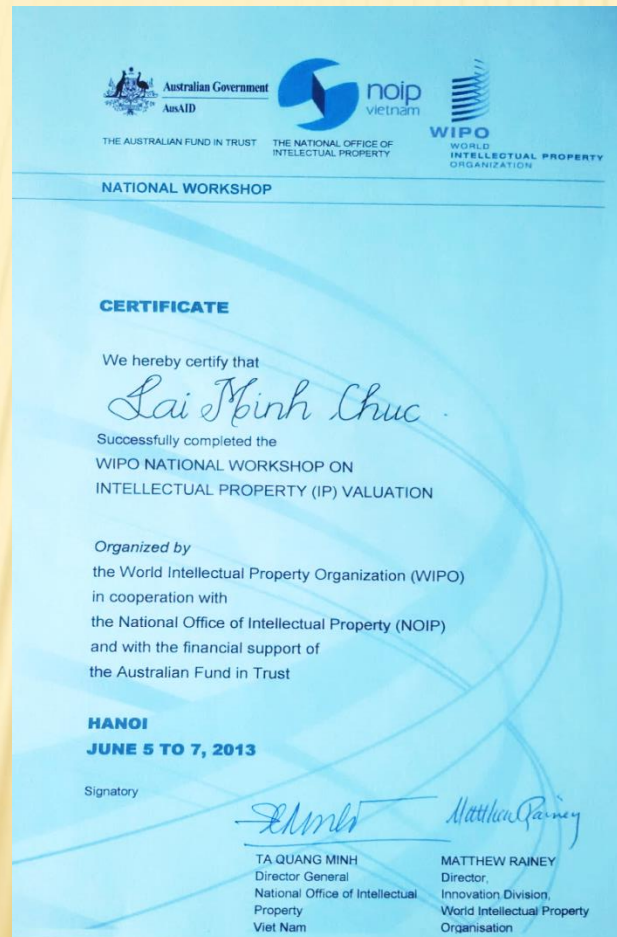 Australian Government
AusAID
THE AUSTRALIAN FUND IN TRUST
noip
vietnam
THE NATIONAL OFFICE OF
INTELECTUAL PROPERTY
WIPO
WORLD
INTELLECTUAL PROPERTY
ORGANIZATION
NATIONAL WORKSHOP
CERTIFICATE
We hereby certify that
Lai Minh Chuc
Successfully completed the
WIPO NATIONAL WORKSHOP ON
INTELLECTUAL PROPERTY (IP) VALUATION
Organized by
the World Intellectual Property Organization (WIPO)
in cooperation with
the National Office of Intellectual Property (NOIP)
and with the financial support of
the Australian Fund in Trust
HANOI
JUNE 5 TO 7, 2013
Signatory
Matthew Rainey
TA QUANG MINH
Director General
National Office of Intellectual
Property
Viet Nam
MATTHEW RAINEY
Director,
Innovation Division,
World Intellectual Property
Organisation